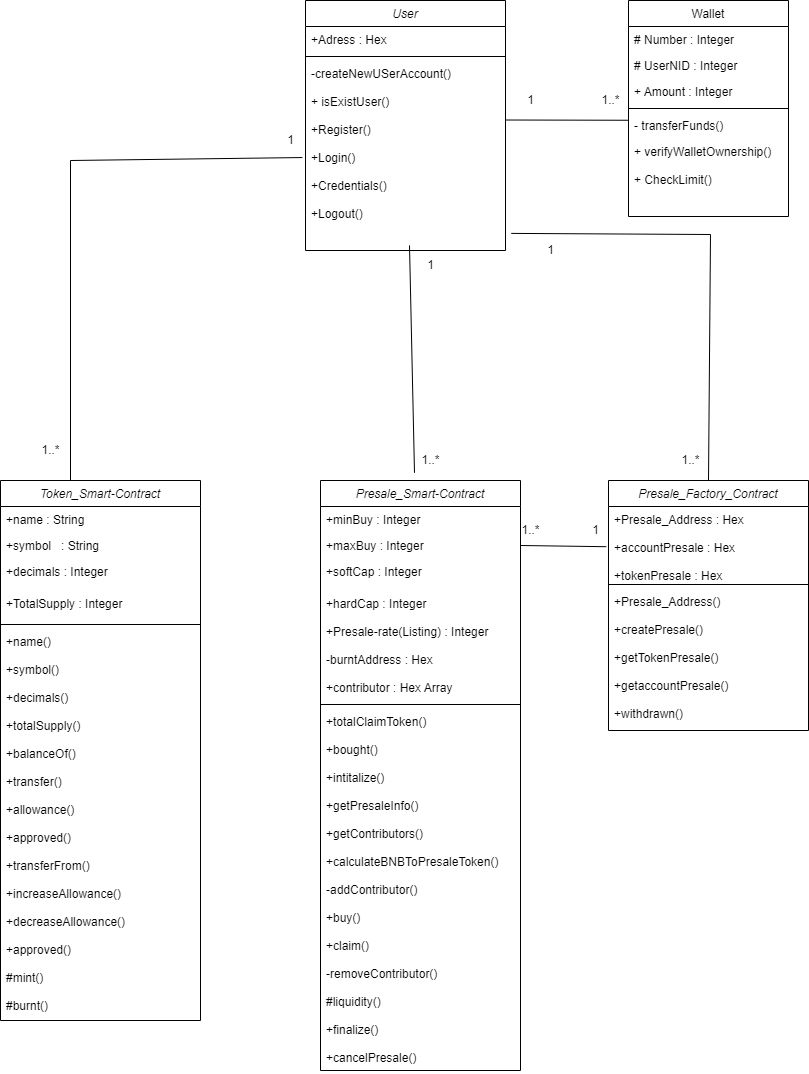 User
+Adress : Hex
-createNewUSerAccount()
+ isExistUser()
+Register()
+Login()
+Credentials()
+Logout()
Wallet
# Number : Integer
# UserNID : Integer
+ Amount : Integer
- transferFunds()
+ verifyWalletOwnership()
+ CheckLimit()
1
1..*
1
1
1
1..*
1..*
1..*
Token_Smart-Contract
+name : String
+symbol : String
+decimals : Integer
+TotalSupply : Integer
+name()
+symbol()
+decimals()
+totalSupply()
+balanceOf()
+transfer()
+allowance()
+approved()
+transferFrom()
+increaseAllowance()
+decreaseAllowance()
+approved()
#mint()
#burnt()
Presale_Smart-Contract
+minBuy : Integer
+maxBuy : Integer
+softCap : Integer
+hardCap : Integer
+Presale-rate(Listing) : Integer
-burntAddress : Hex
+contributor : Hex Array
+totalClaimToken()
+bought()
+intitalize()
+getPresaleInfo()
+getContributors()
+calculateBNBToPresaleToken()
-addContributor()
+buy()
+claim()
-removeContributor()
#liquidity()
+finalize()
+cancelPresale()
1..*
1
Presale_Factory_Contract
+Presale_Address : Hex
+accountPresale : Hex
+tokenPresale : Hex
+Presale_Address()
+createPresale()
+getTokenPresale()
+getaccountPresale()
+withdrawn()